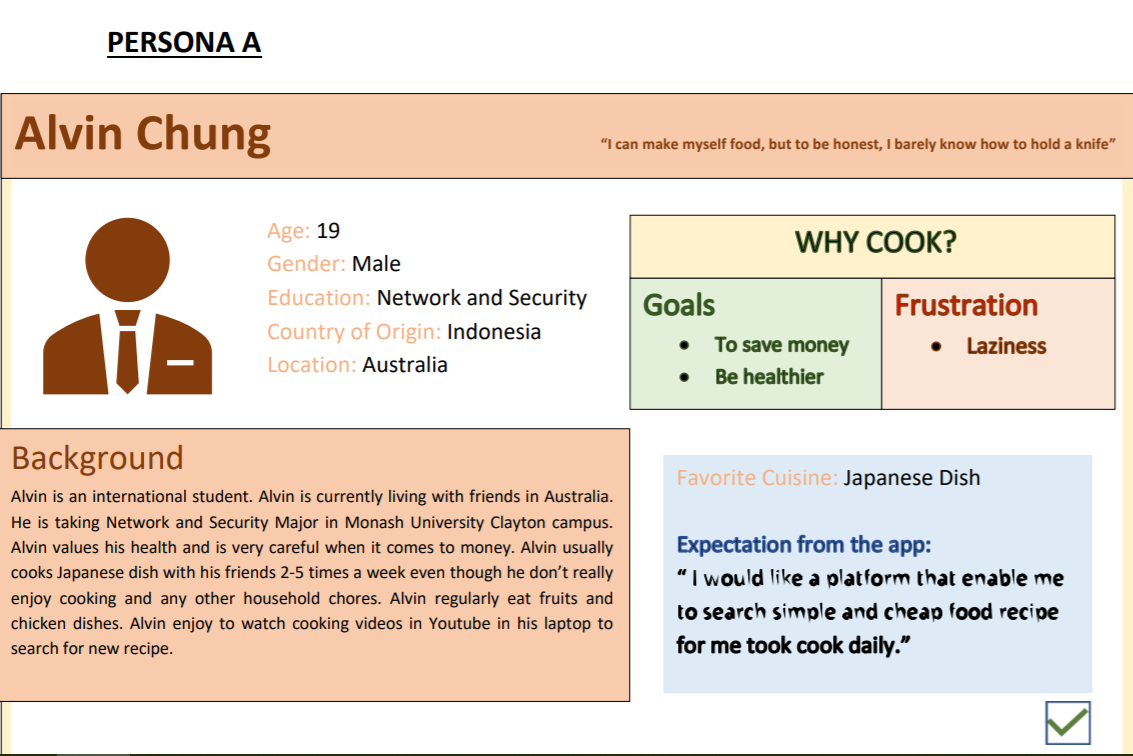 PERSONA A
Alvin Chung
“I can make myself food, but to be honest, I barely know how to hold a knife”
Age: 19
Gender: Male
Education: Network and Security
Country of Origin: Indonesia
Location: Australia
WHY COOK?
Goals
• To save money
• Be healthier
Frustration
• Laziness
Background
Alvin is an international student. Alvin is currently living with friends in Australia.
He is taking Network and Security Major in Monash University Clayton campus.
Alvin values his health and is very careful when it comes to money. Alvin usually
cooks Japanese dish with his friends 2-5 times a week even though he don’t really
enjoy cooking and any other household chores. Alvin regularly eat fruits and
chicken dishes. Alvin enjoy to watch cooking videos in Youtube in his laptop to
search for new recipe.
Favorite Cuisine: Japanese Dish
Expectation from the app:
“ I would like a platform that enable me
to search simple and cheap food recipe
for me took cook daily.”